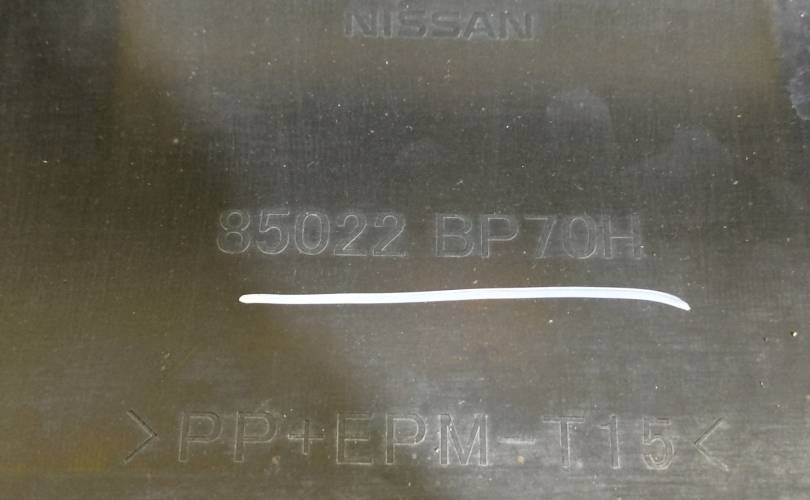 NISSAN
85022 BP70H
>PP+EPM-T15<